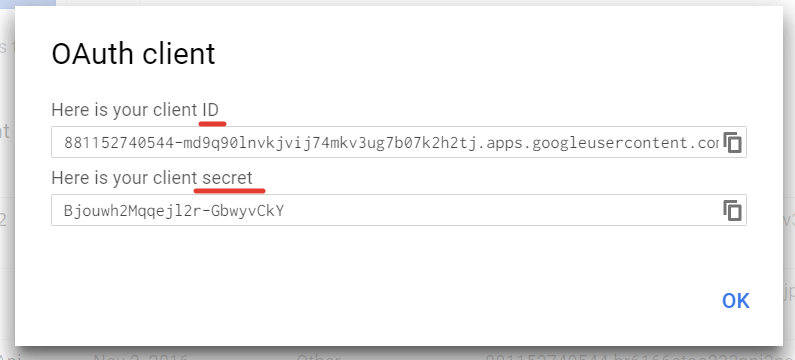 OAuth client
Here is your client ID
881152740544-md9q90lnvkjvij74mkv3ug7b07k2h2tj.apps.googleusercontent.com
Here is your client secret
Bjouwh2Mqqejl2r-GbwyvCkY
OK